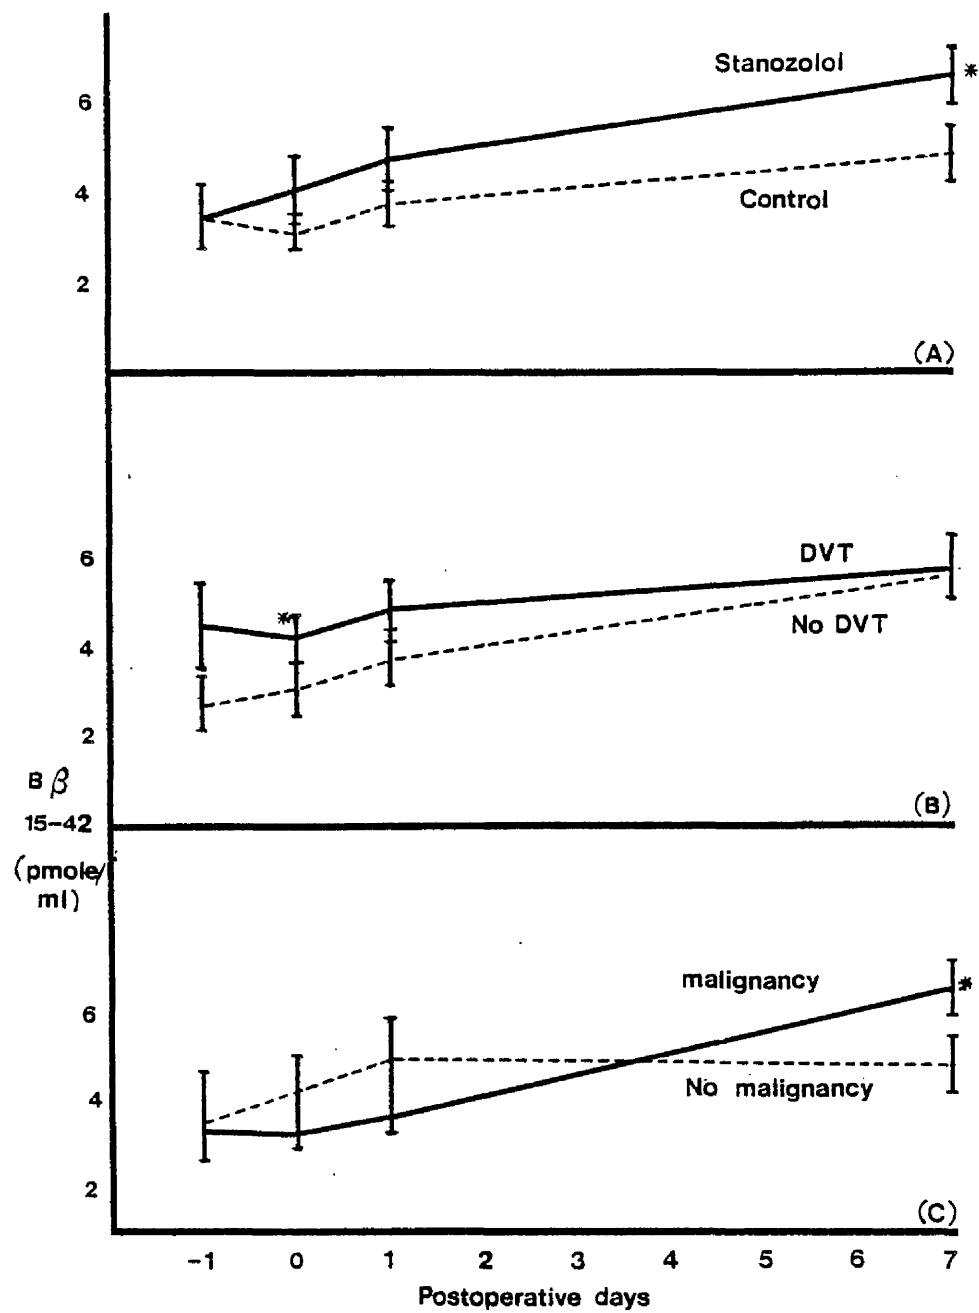 Stanozolol
*
6
4
Control
2
(A)
6
DVT
*
4
No DVT
2
Bβ
15-42
(B)
(pmole/
ml)
malignancy
*
6
No malignancy
4
2
(C)
-1 0 1 2 3 4 5 6 7
Postoperative days